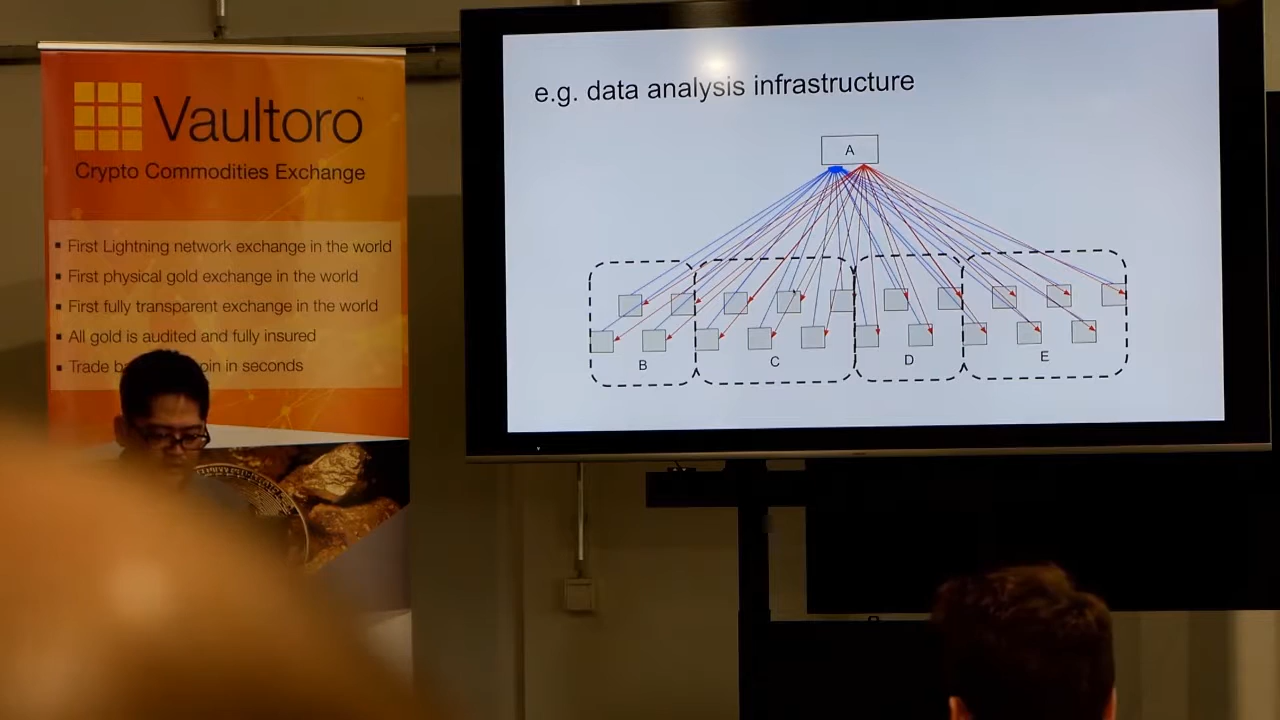 Vaultoro
Crypto Commodities Exchange
▪ First Lightning network exchange in the world
▪ First physical gold exchange in the world
▪ First fully transparent exchange in the world
▪ All gold is audited and fully insured
▪ Trade in seconds
e.g. data analysis infrastructure
A
B
C
D
E